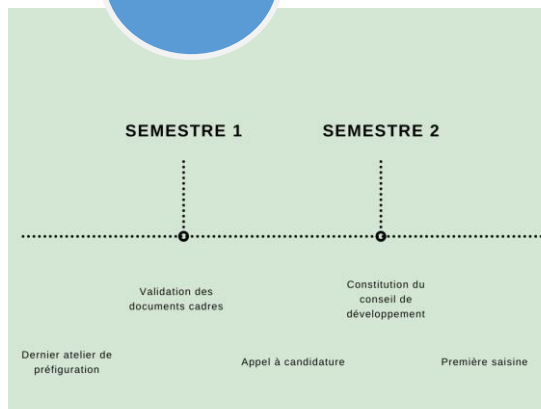 SEMESTRE 1
SEMESTRE 2
Validation des
documents cadres
Constitution du
conseil de
développement
Dernier atelier de
préfiguration
Appel à candidature
Première saisine